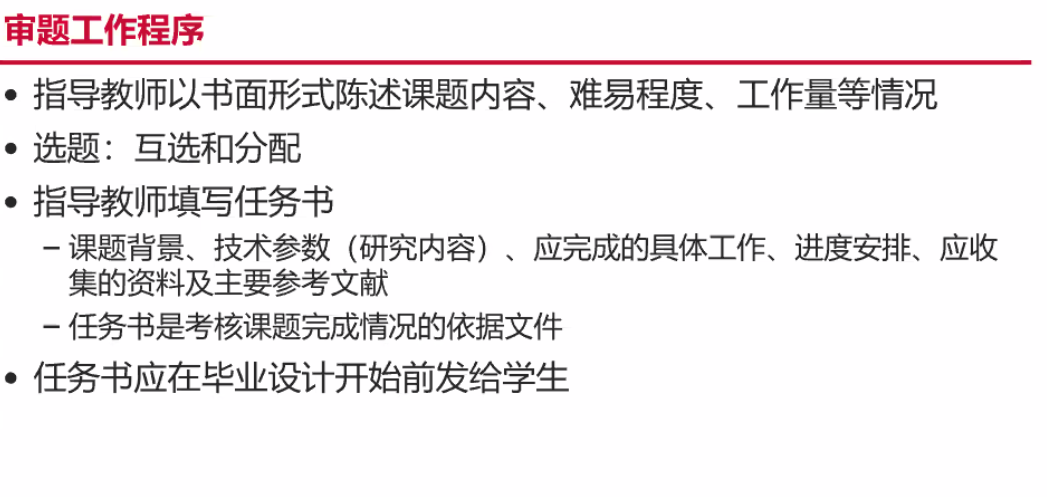 审题工作程序
• 指导教师以书面形式陈述课题内容、难易程度、工作量等情况
• 选题：互选和分配
• 指导教师填写任务书
– 课题背景、技术参数（研究内容）、应完成的具体工作、进度安排、应收
集的资料及主要参考文献
– 任务书是考核课题完成情况的依据文件
• 任务书应在毕业设计开始前发给学生